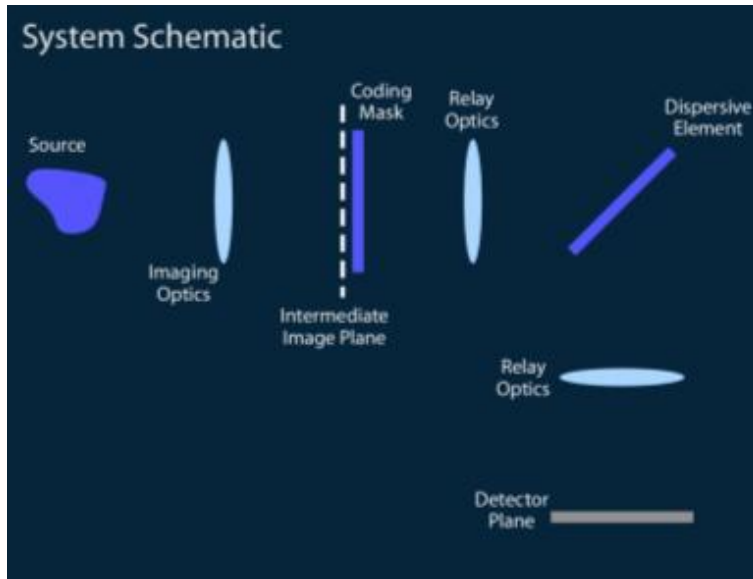 System Schematic
Source
Imaging
Optics
Coding
Mask
Intermediate
Image Plane
Relay
Optics
Dispersive
Element
Relay
Optics
Detector
Plane